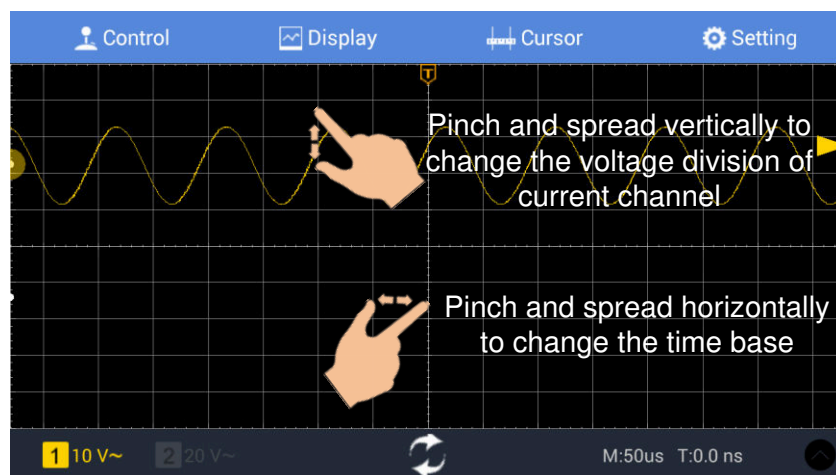 Control Display Cursor Setting
T
Pinch and spread vertically to
change the voltage division of
current channel
Pinch and spread horizontally
to change the time base
1 10 V~ 2 20 V~ M:50us T:0.0 ns